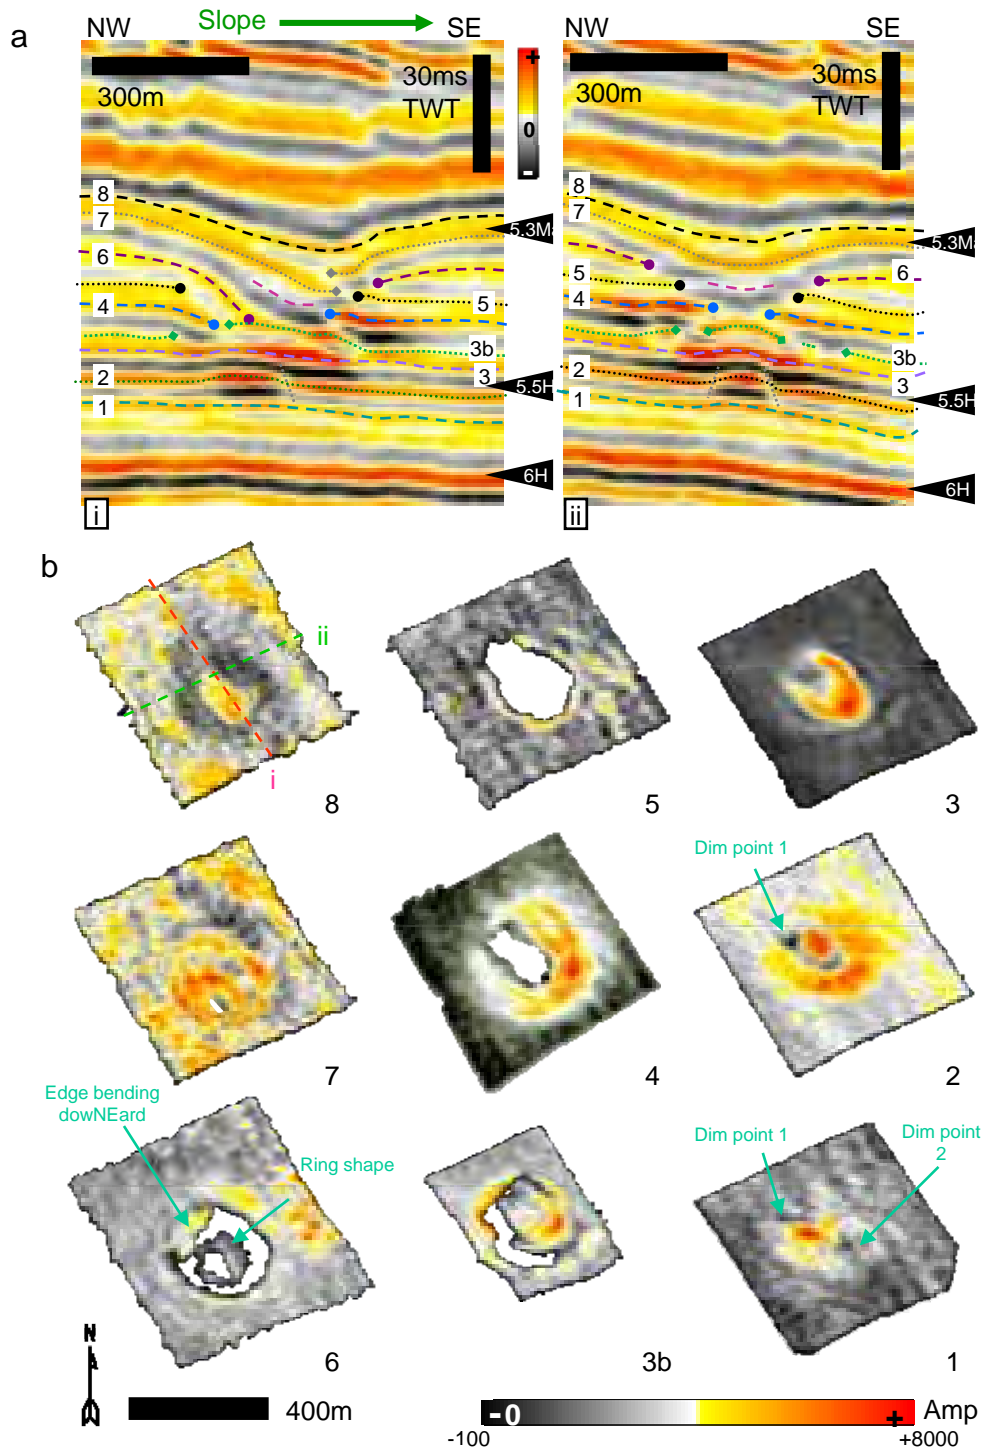 a
NW
Slope
SE
300m
30ms
TWT
+
0
-
8
7
6
4
2
1
5
3b
3
5.3Ma
5.5H
6H
i
NW
SE
300m
30ms
TWT
8
7
5
4
2
1
6
3b
3
5.3Ma
5.5H
6H
ii
b
ii
i
8
5
3
7
4
Dim point 1
2
Edge bending
dowNEard
Ring shape
6
3b
Dim point 1
Dim point
2
1
N
400m
-0
+
Amp
-100
+8000